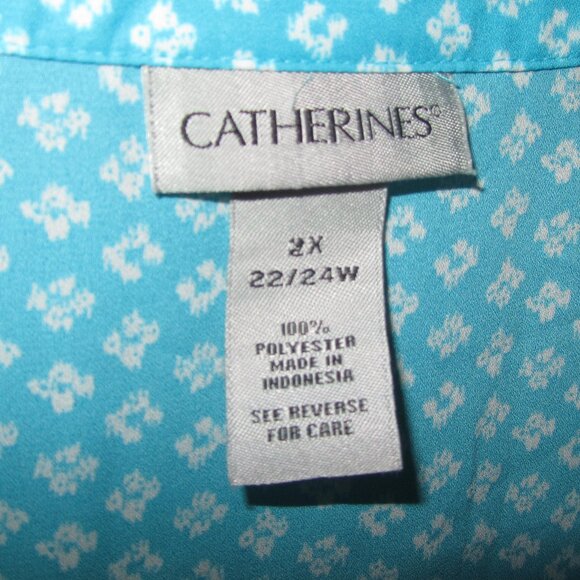 CATHERINES®
2X
22/24W
100%
POLYESTER
MADE IN
INDONESIA
SEE REVERSE
FOR CARE